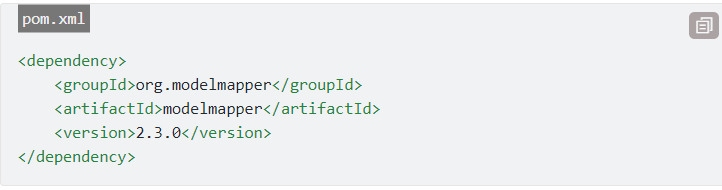 pom.xml
<dependency>
    <groupId>org.modelmapper</groupId>
    <artifactId>modelmapper</artifactId>
    <version>2.3.0</version>
</dependency>